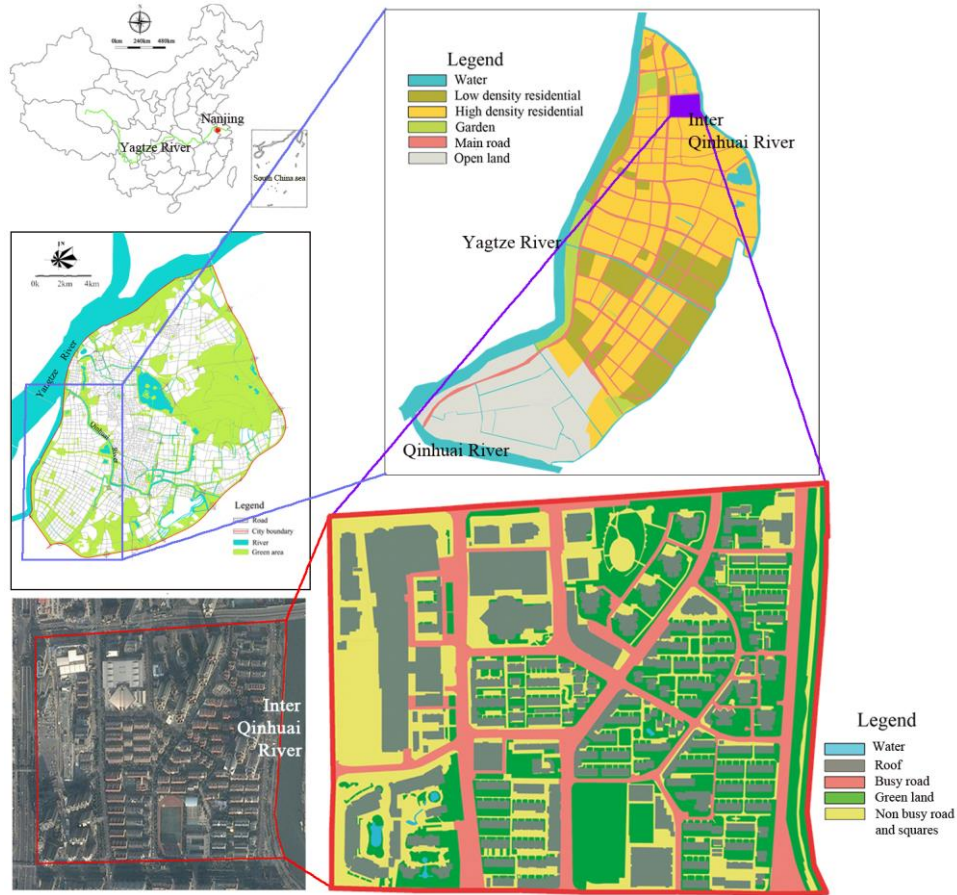 N
0km 240km 480km
Nanjing
Yagtze River
South China sea
Legend
Water
Low density residential
High density residential
Garden
Main road
Open land
Inter
Qinhuai River
Yagtze River
Qinhuai River
N
0k 2km 4km
Yangtze River
Qinhuai River
Legend
Road
City boundary
River
Green area
Inter
Qinhuai
River
Legend
Water
Roof
Busy road
Green land
Non busy road
and squares